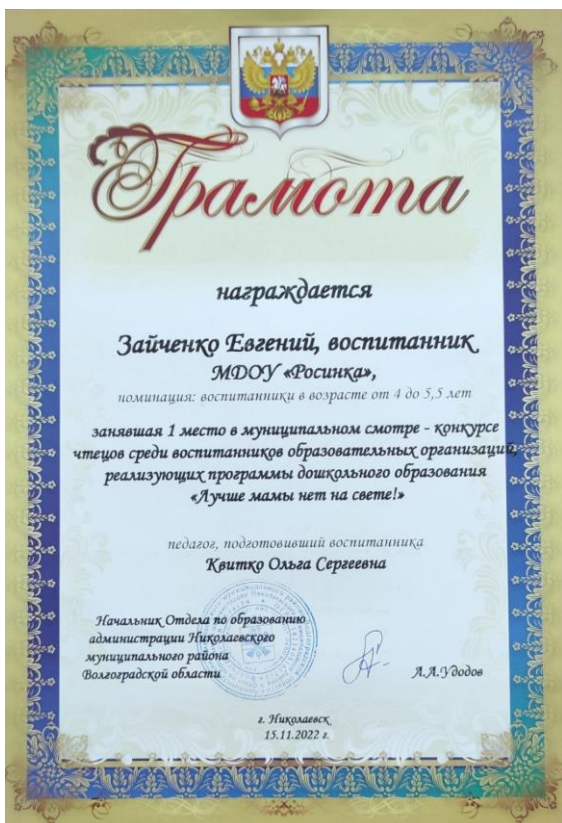 Грамота
награждается
Зайченко Евгений, воспитанник
МДОУ «Росинка»,
номинация: воспитанники в возрасте от 4 до 5,5 лет
занявшая 1 место в муниципальном смотре - конкурсе
чтецов среди воспитанников образовательных организаций,
реализующих программы дошкольного образования
«Лучше мамы нет на свете!»
педагог, подготовивший воспитанника
Квитко Ольга Сергеевна
Начальник Отдела по образованию
администрации Николаевского
муниципального района
Волгоградской области
А.А.Удодов
г. Николаевск
15.11.2022 г.